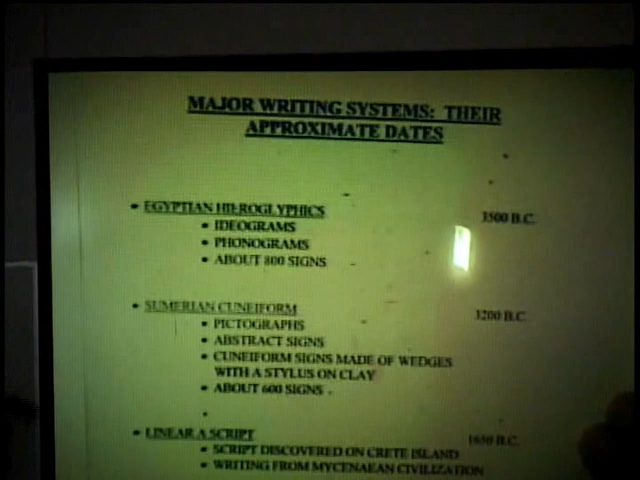 MAJOR WRITING SYSTEMS: THEIR
APPROXIMATE DATES
• EGYPTIAN HIEROGLYPHICS 3500 B.C.
• IDEOGRAMS
• PHONOGRAMS
• ABOUT 800 SIGNS
• SUMERIAN CUNEIFORM 3200 B.C.
• PICTOGRAPHS
• ABSTRACT SIGNS
• CUNEIFORM SIGNS MADE OF WEDGES
WITH A STYLUS ON CLAY
• ABOUT 600 SIGNS
• LINEAR A SCRIPT B.C.
• SCRIPT DISCOVERED ON CRETE ISLAND
• WRITING FROM MYCENAEAN CIVILIZATION